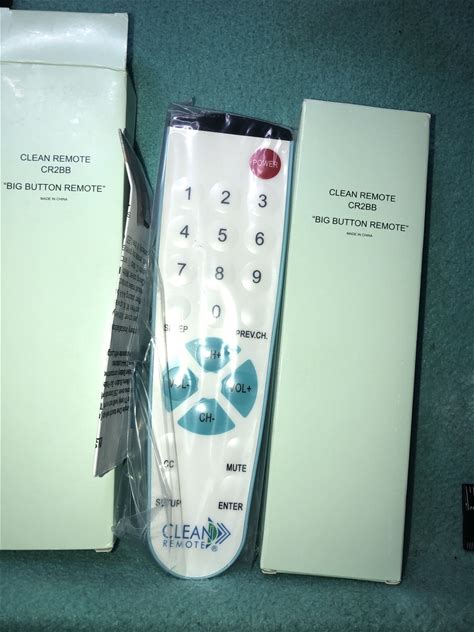 CLEAN REMOTE
CR2BB
"BIG BUTTON REMOTE"
MADE IN CHINA
POWER
1 2 3
4 5 6
7 8 9
0
SLEEP PREV.CH.
CH+
VOL- VOL+
CH-
CC MUTE
SETUP ENTER
CLEAN
REMOTE®
CLEAN REMOTE
CR2BB
"BIG BUTTON REMOTE"
MADE IN CHINA